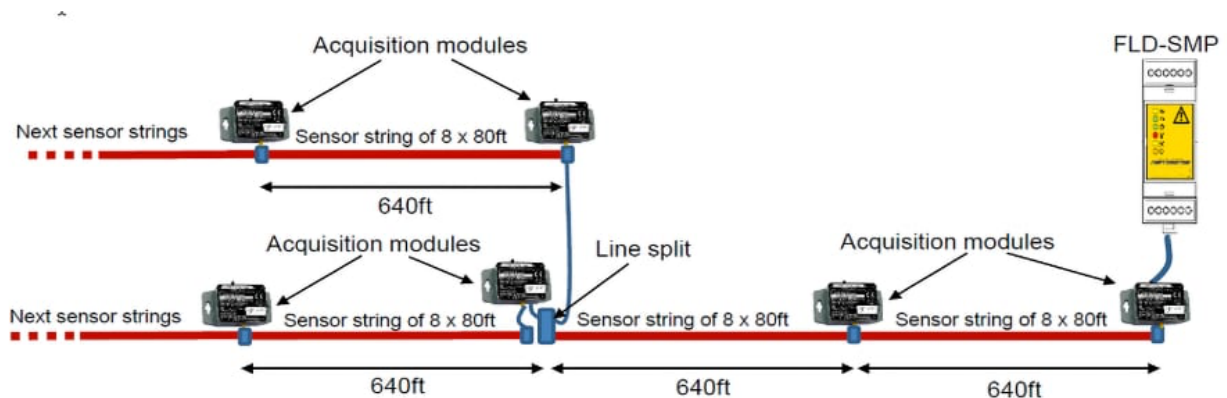 Acquisition modules
FLD-SMP
Next sensor strings
Sensor string of 8 x 80ft
640ft
Acquisition modules
Line split
Acquisition modules
Next sensor strings
Sensor string of 8 x 80ft
Sensor string of 8 x 80ft
Sensor string of 8 x 80ft
640ft
640ft
640ft